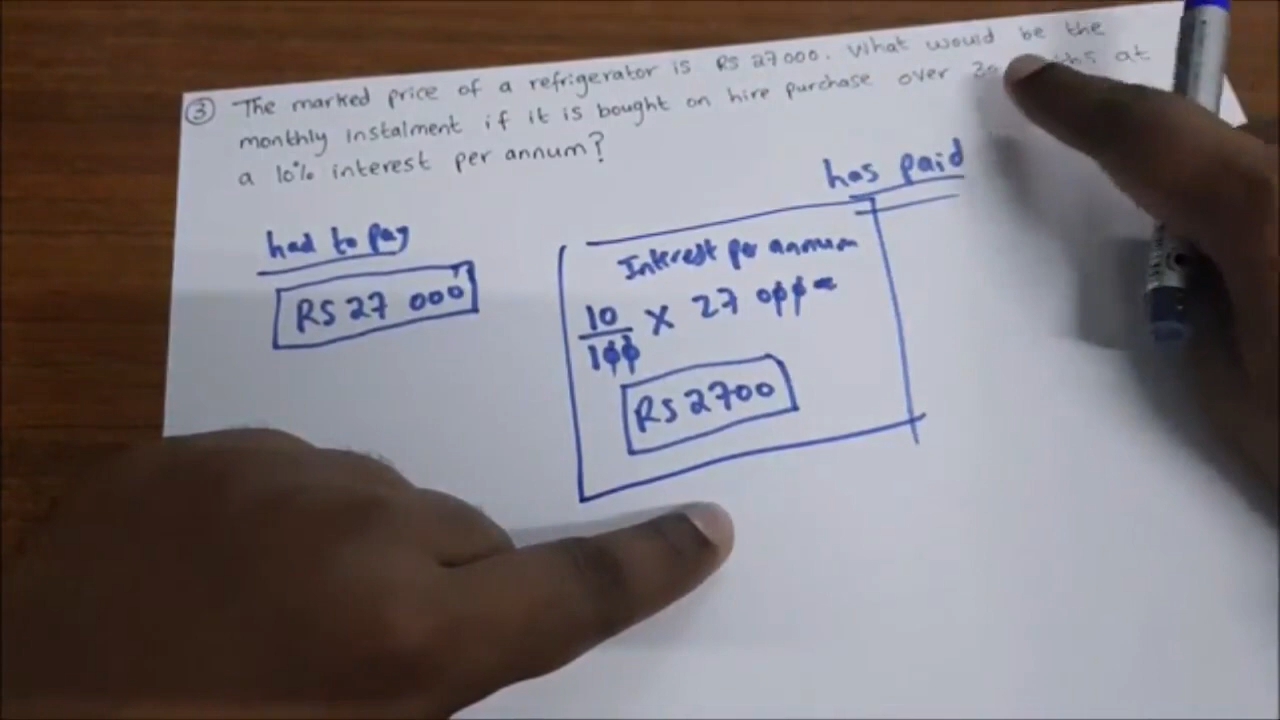 ③ The marked price of a refrigerator is RS 27000. What would be the
monthly instalment if it is bought on hire purchase over at
a 10% interest per annum?
had to pay
RS 27 000
has paid
Interest per annum
10/100 X 27 000
RS 2700